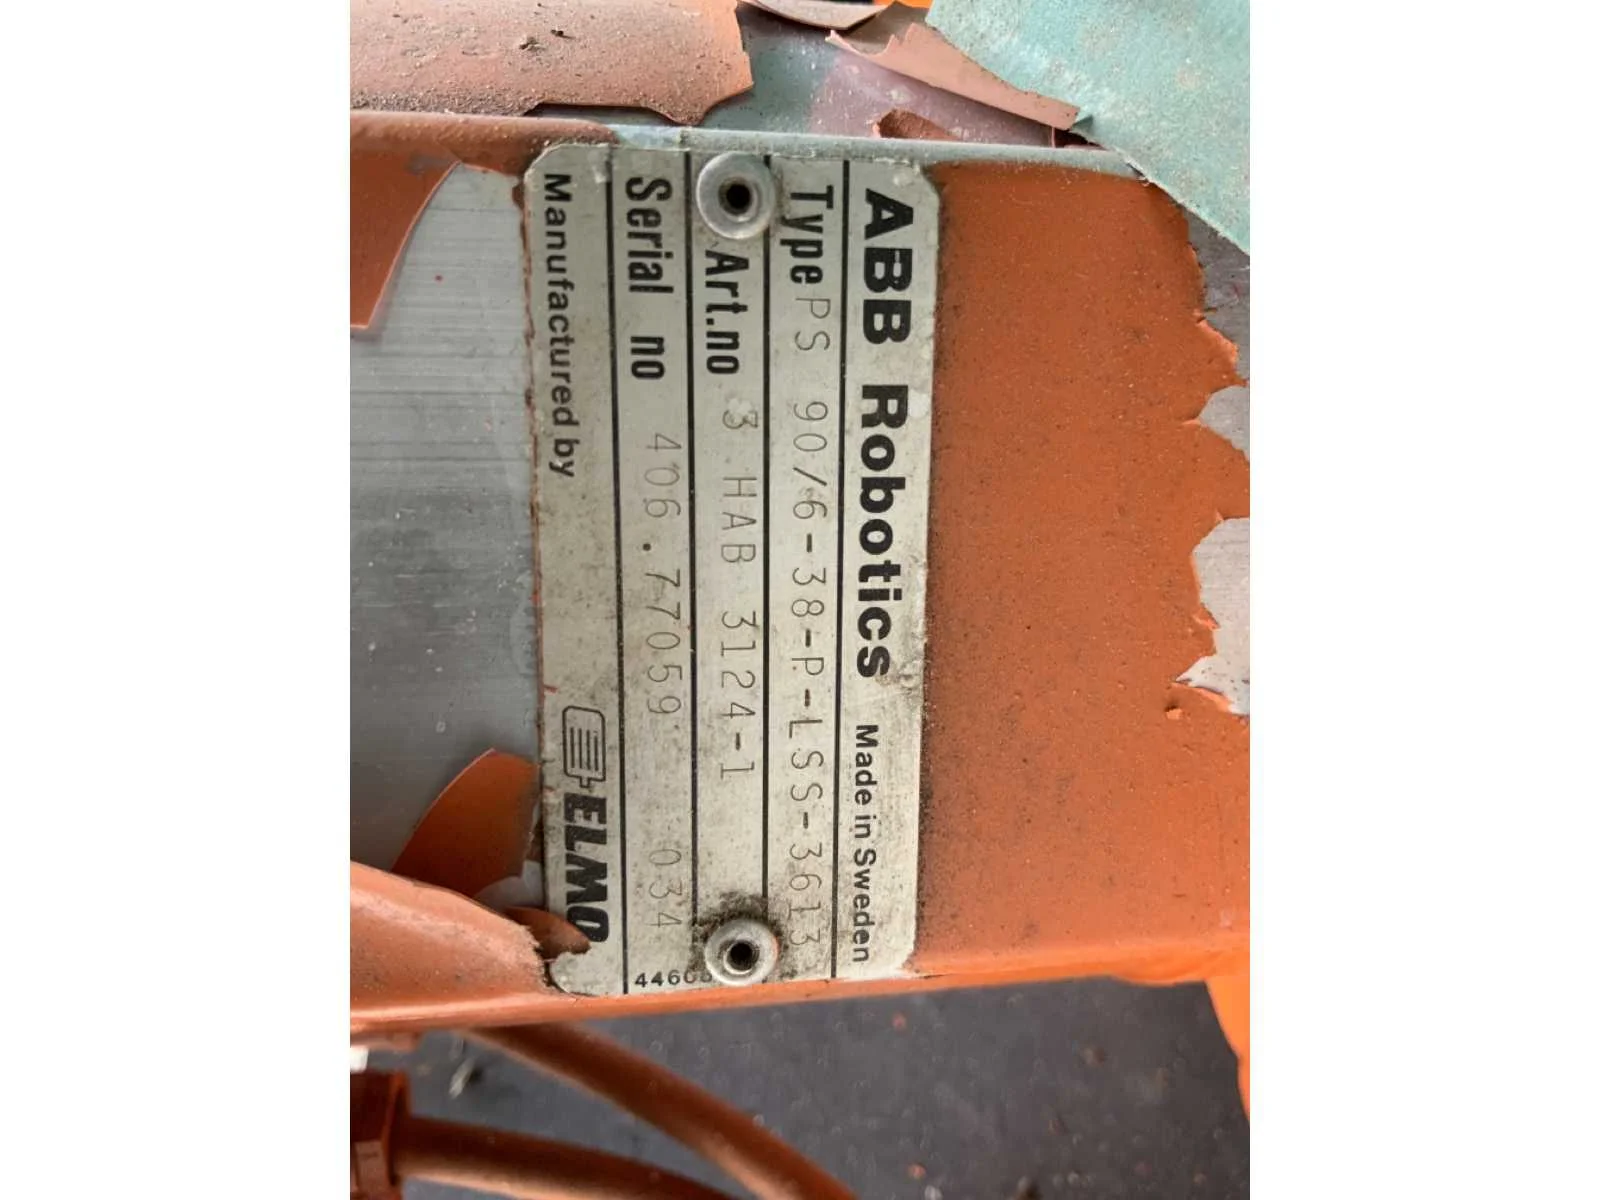 ABB Robotics Made in Sweden
Type PS 90/6-38-P-LSS-3613
Art.no 3 HAB 3124-1
Serial no 406.77059 034
Manufactured by ELMO